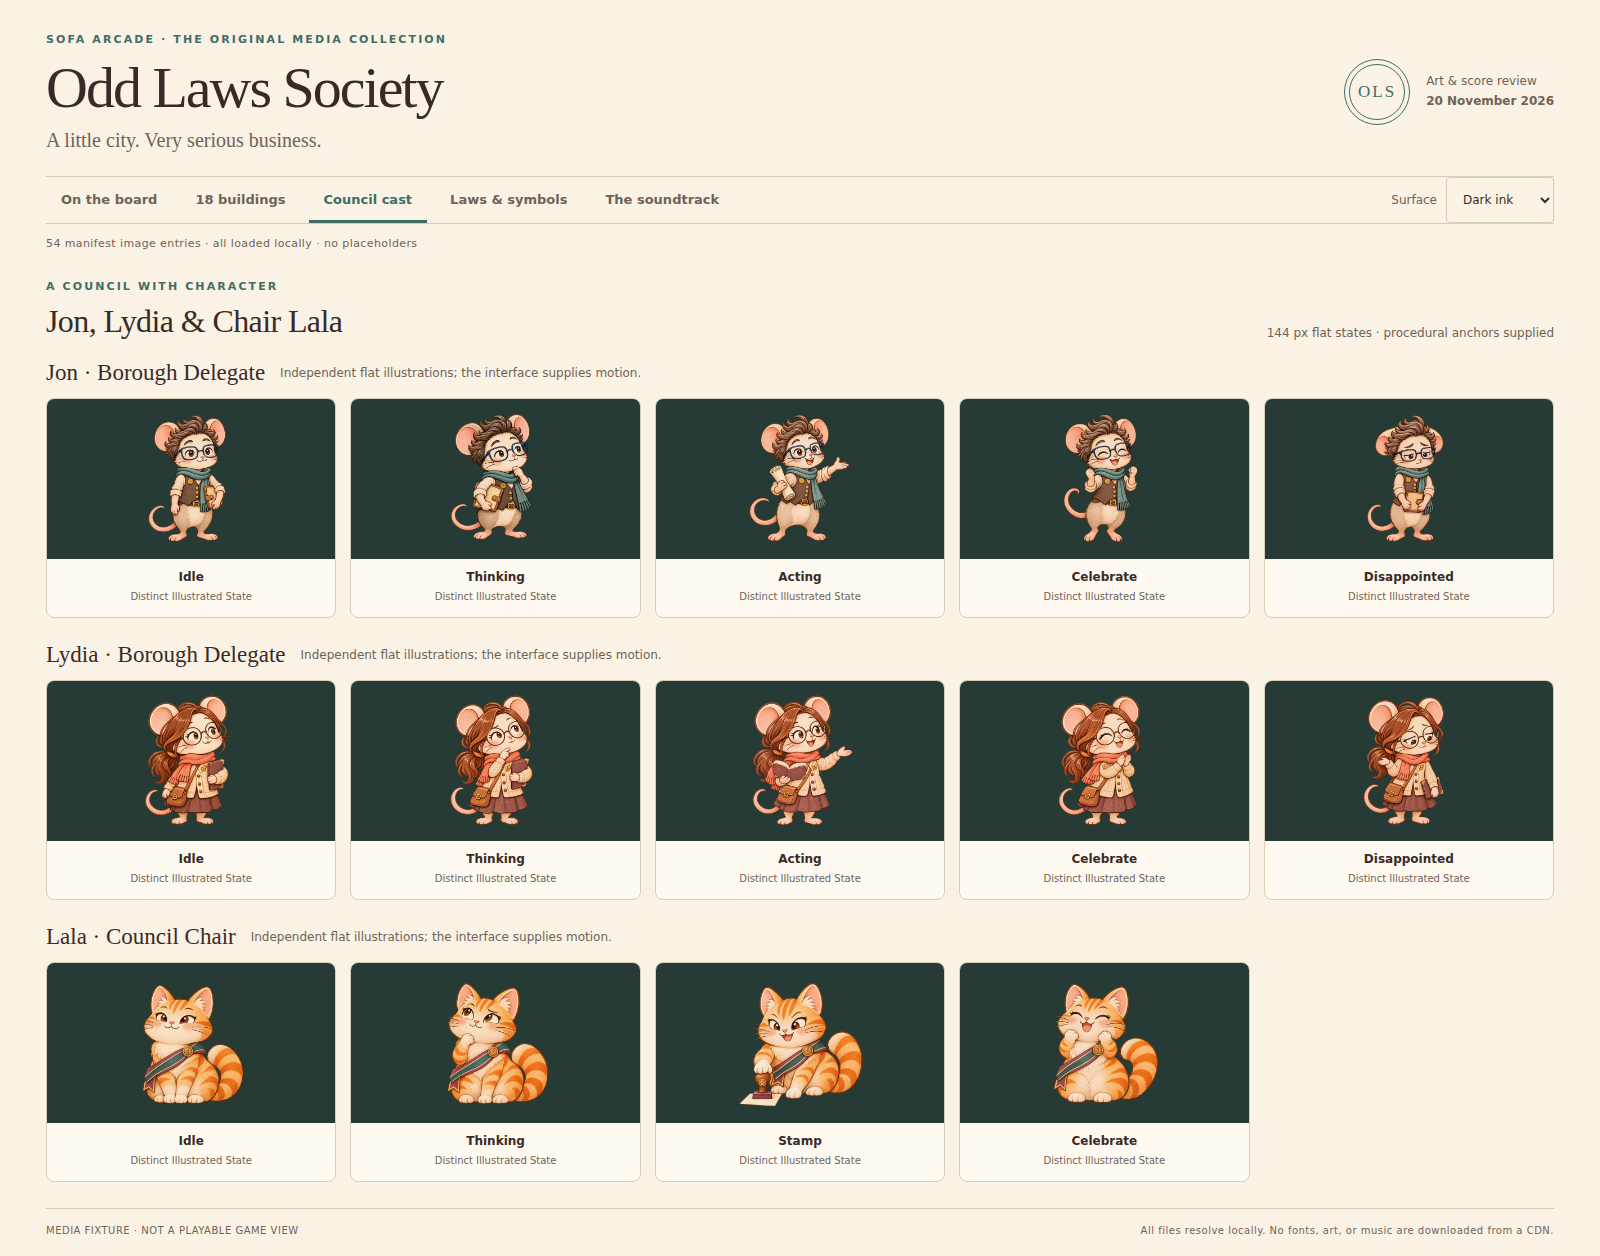 SOFA ARCADE · THE ORIGINAL MEDIA COLLECTION
Odd Laws Society
A little city. Very serious business.
OLS
Art & score review
20 November 2026
On the board
18 buildings
Council cast
Laws & symbols
The soundtrack
Surface
Dark ink
54 manifest image entries · all loaded locally · no placeholders
A COUNCIL WITH CHARACTER
Jon, Lydia & Chair Lala
144 px flat states · procedural anchors supplied
Jon · Borough Delegate
Independent flat illustrations; the interface supplies motion.
Idle
Distinct Illustrated State
Thinking
Distinct Illustrated State
Acting
Distinct Illustrated State
Celebrate
Distinct Illustrated State
Disappointed
Distinct Illustrated State
Lydia · Borough Delegate
Independent flat illustrations; the interface supplies motion.
Idle
Distinct Illustrated State
Thinking
Distinct Illustrated State
Acting
Distinct Illustrated State
Celebrate
Distinct Illustrated State
Disappointed
Distinct Illustrated State
Lala · Council Chair
Independent flat illustrations; the interface supplies motion.
Idle
Distinct Illustrated State
Thinking
Distinct Illustrated State
Stamp
Distinct Illustrated State
Celebrate
Distinct Illustrated State
MEDIA FIXTURE · NOT A PLAYABLE GAME VIEW
All files resolve locally. No fonts, art, or music are downloaded from a CDN.